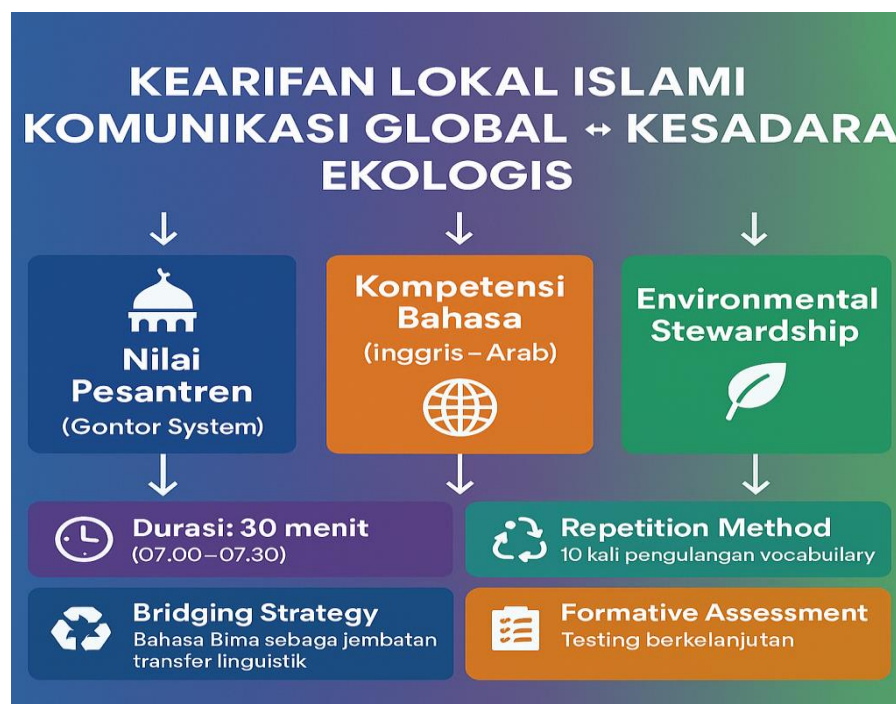 KEARIFAN LOKAL ISLAMI
KOMUNIKASI GLOBAL ↔ KESADARA
EKOLOGIS
Nilai
Pesantren
(Gontor System)
Kompetensi
Bahasa
(inggris – Arab)
Environmental
Stewardship
Durasi: 30 menit
(07.00–07.30)
Repetition Method
10 kali pengulangan vocabuilary
Bridging Strategy
Bahasa Bima sebaga jembatan
transfer linguistik
Formative Assessment
Testing berkelanjutan